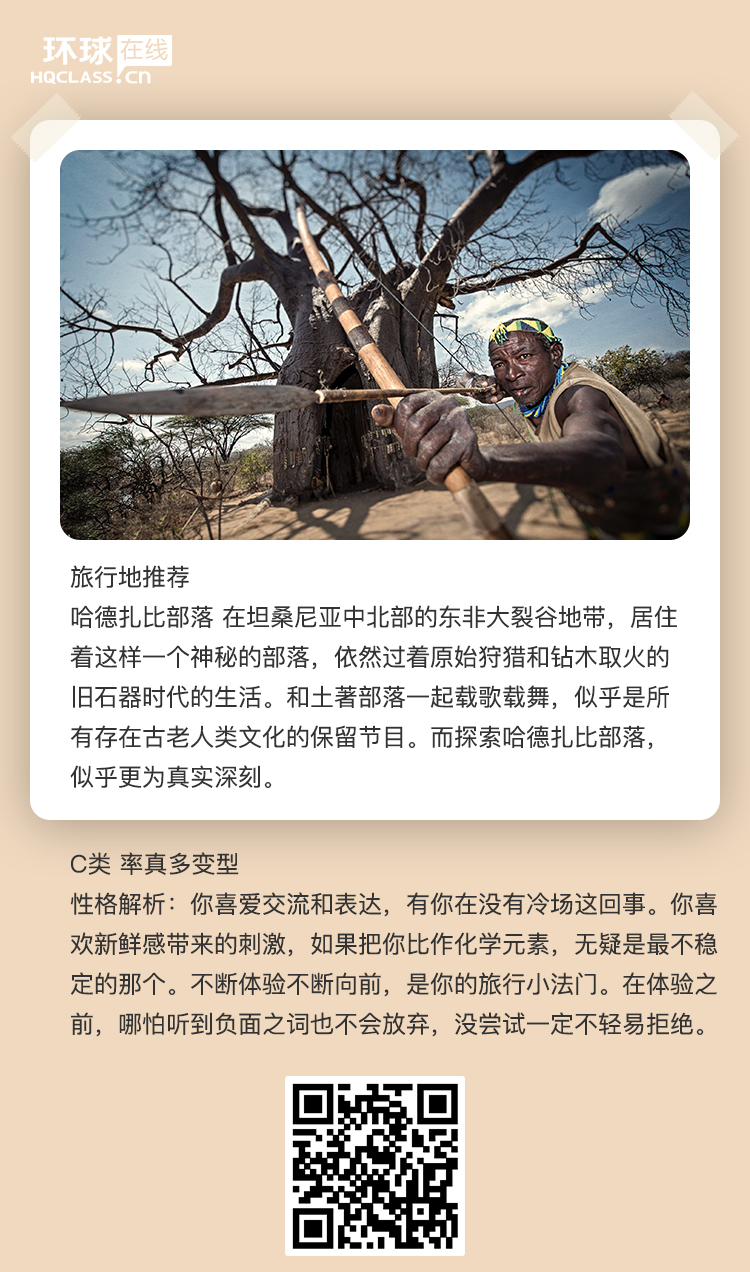 环球在线
HQCLASS.CN
旅行地推荐
哈德扎比部落 在坦桑尼亚中北部的东非大裂谷地带，居住
着这样一个神秘的部落，依然过着原始狩猎和钻木取火的
旧石器时代的生活。和土著部落一起载歌载舞，似乎是所
有存在古老人类文化的保留节目。而探索哈德扎比部落，
似乎更为真实深刻。
C类 率真多变型
性格解析：你喜爱交流和表达，有你在没有冷场这回事。你喜
欢新鲜感带来的刺激，如果把你比作化学元素，无疑是最不稳
定的那个。不断体验不断向前，是你的旅行小法门。在体验之
前，哪怕听到负面之词也不会放弃，没尝试一定不轻易拒绝。